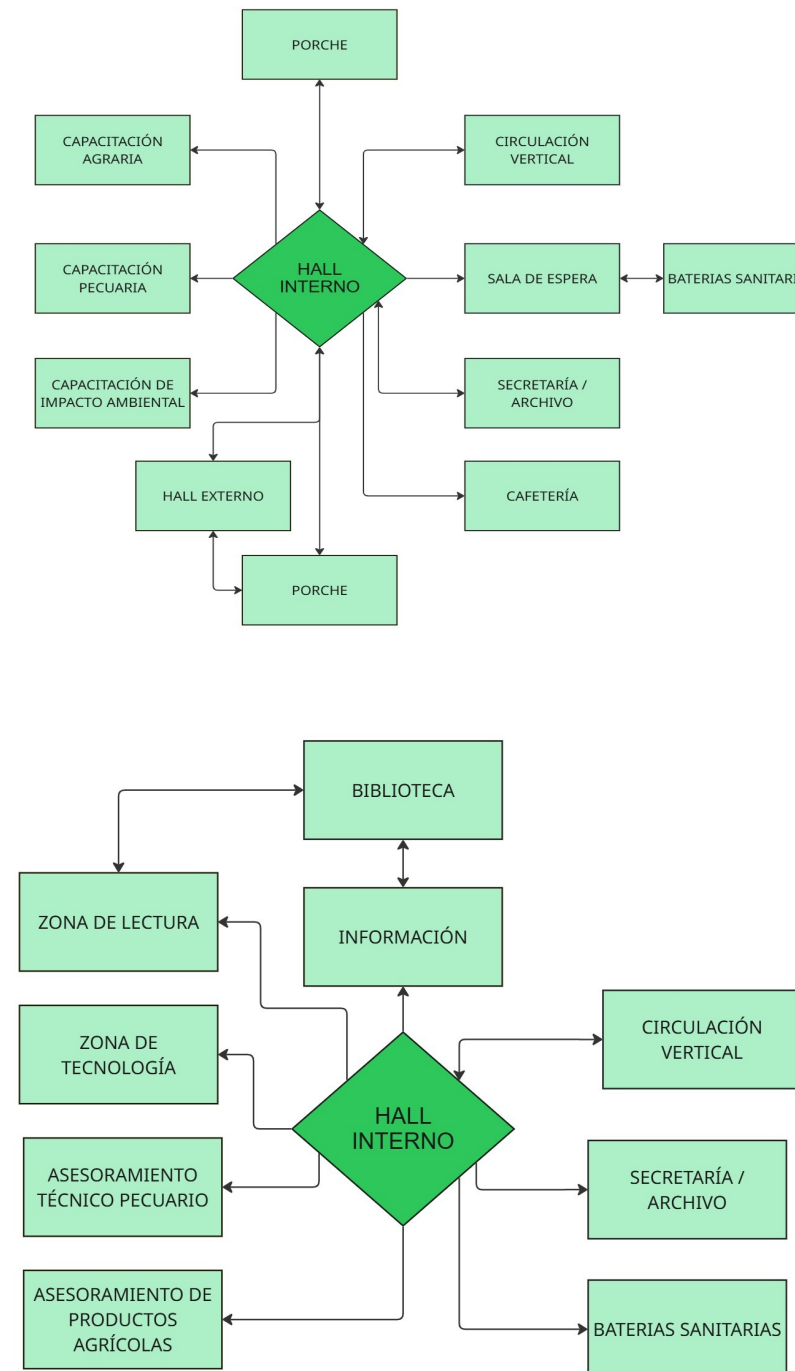 PORCHE
CAPACITACIÓN
AGRARIA
CIRCULACIÓN
VERTICAL
HALL
INTERNO
CAPACITACIÓN
PECUARIA
SALA DE ESPERA
BATERIAS SANITARI
CAPACITACIÓN DE
IMPACTO AMBIENTAL
SECRETARÍA /
ARCHIVO
HALL EXTERNO
CAFETERÍA
PORCHE
BIBLIOTECA
ZONA DE LECTURA
INFORMACIÓN
ZONA DE
TECNOLOGÍA
CIRCULACIÓN
VERTICAL
HALL
INTERNO
ASESORAMIENTO
TÉCNICO PECUARIO
SECRETARÍA /
ARCHIVO
ASESORAMIENTO DE
PRODUCTOS
AGRÍCOLAS
BATERIAS SANITARIAS